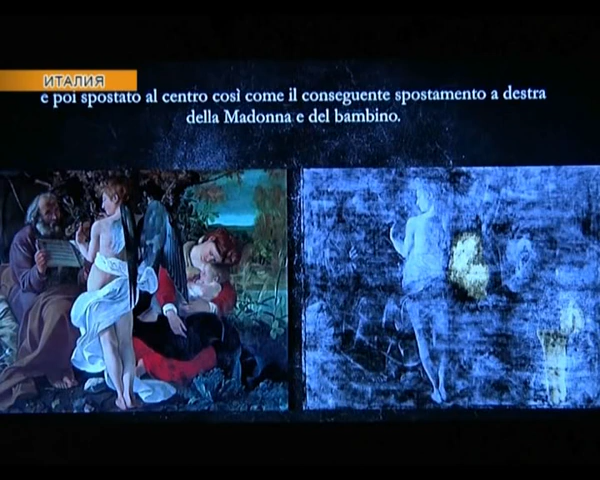 ИТАЛИЯ
e poi spostato al centro così come il conseguente spostamento a destra
della Madonna e del bambino.